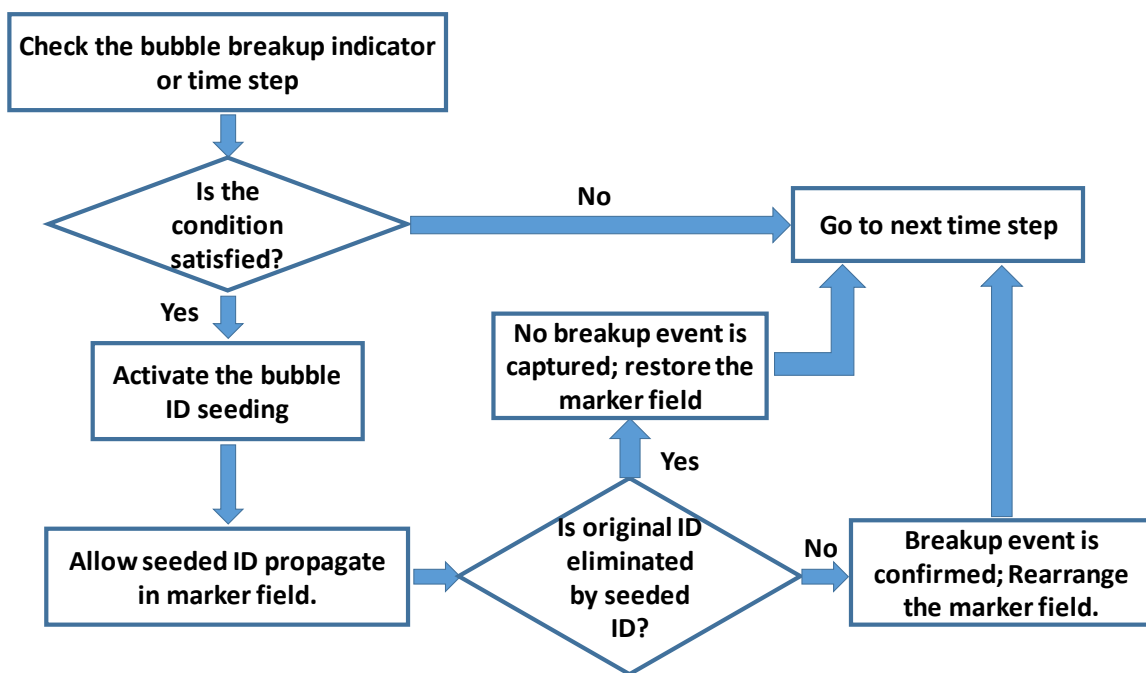 Check the bubble breakup indicator
or time step
Is the
condition
satisfied?
No
Go to next time step
Yes
Activate the bubble
ID seeding
No breakup event is
captured; restore the
marker field
Yes
Allow seeded ID propagate
in marker field.
Is original ID
eliminated
by seeded
ID?
No
Breakup event is
confirmed; Rearrange
the marker field.